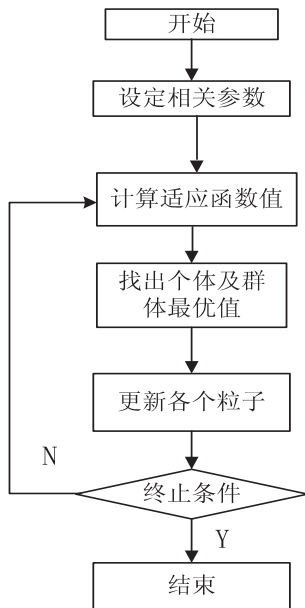 开始
设定相关参数
计算适应函数值
找出个体及群
体最优值
更新各个粒子
N
终止条件
Y
结束